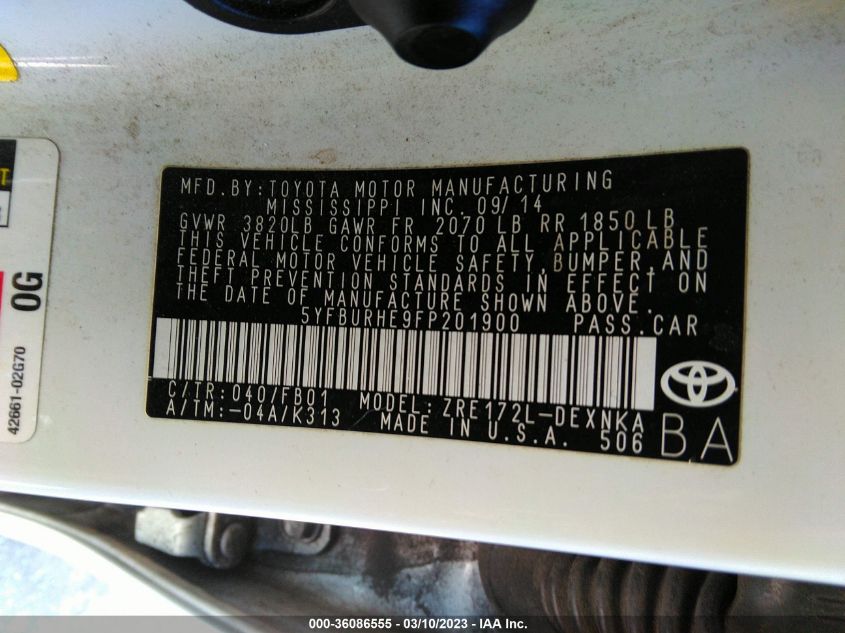 MFD. BY: TOYOTA MOTOR MANUFACTURING
MISSISSIPPI INC. 09/14
GVWR 3820LB GAWR FR 2070 LB RR 1850 LB
THIS VEHICLE CONFORMS TO ALL APPLICABLE
FEDERAL MOTOR VEHICLE SAFETY, BUMPER, AND
THEFT PREVENTION STANDARDS IN EFFECT ON
THE DATE OF MANUFACTURE SHOWN ABOVE.
5YFBURHE9FP201900 PASS.CAR
C/TR: 040/FB01 MODEL: ZRE172L-DEXNKA
A/TM: -04A/K313 MADE IN U.S.A. 506
BA
0G
42661-02G70
000-36086555 — 03/10/2023 — IAA Inc.